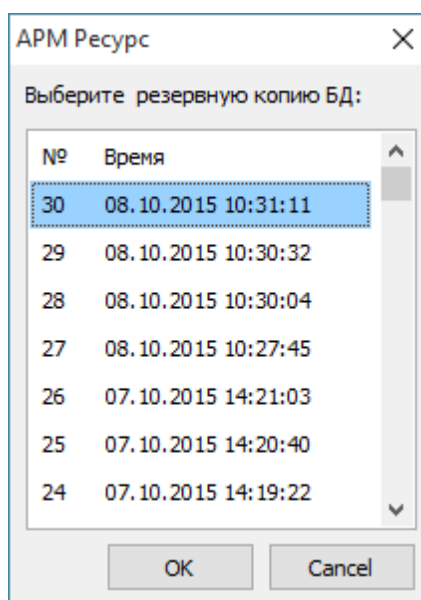 АРМ Ресурс
Выберите резервную копию БД:
№ Время
30 08.10.2015 10:31:11
29 08.10.2015 10:30:32
28 08.10.2015 10:30:04
27 08.10.2015 10:27:45
26 07.10.2015 14:21:03
25 07.10.2015 14:20:40
24 07.10.2015 14:19:22
OK Cancel